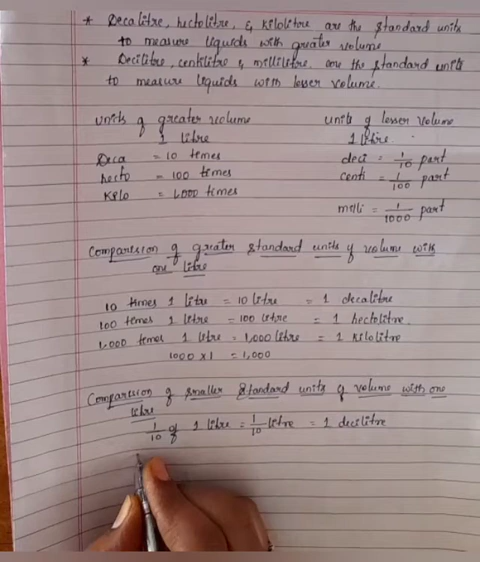 * Decalitre, hectolitre, & kilolitre are the standard units
to measure liquids with greater volume
* Decilitre, centilitre & millilitre are the standard units
to measure liquids with lesser volume.
units of greater volume
1 litre
Deca = 10 times
hecto = 100 times
kilo = 1,000 times
units of lesser volume
1 litre.
deci = 1/10 part
centi = 1/100 part
milli = 1/1000 part
Comparision of greater standard units of volume with
one litre
10 times 1 litre = 10 litre = 1 decalitre
100 times 1 litre = 100 litre = 1 hectolitre.
1,000 times 1 litre = 1,000 litre = 1 kilolitre
1000 x 1 = 1,000
Comparision of smaller standard units of volume with one
litre
1/10 of 1 litre = 1/10 litre = 1 decilitre